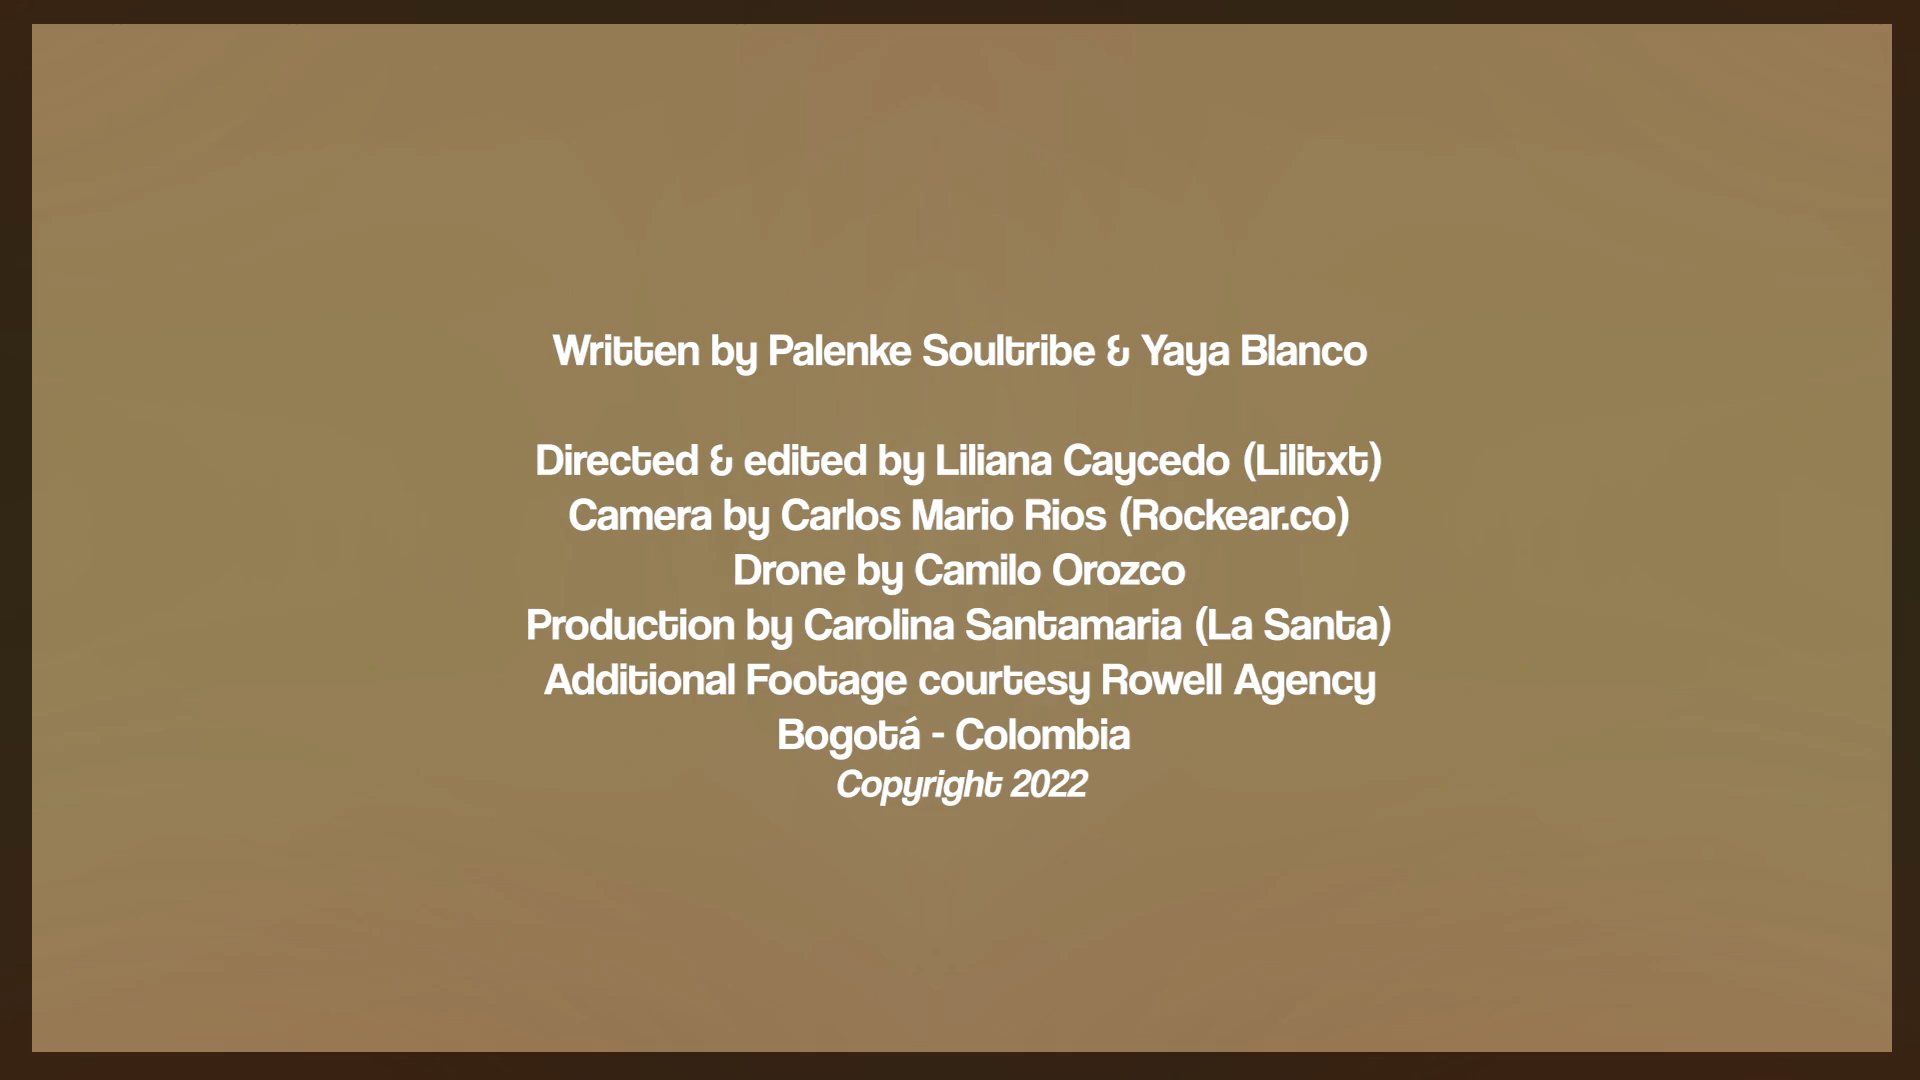 Written by Palenke Soultribe & Yaya Blanco
Directed & edited by Liliana Caycedo (Lilitxt)
Camera by Carlos Mario Rios (Rockear.co)
Drone by Camilo Orozco
Production by Carolina Santamaria (La Santa)
Additional Footage courtesy Rowell Agency
Bogotá - Colombia
Copyright 2022